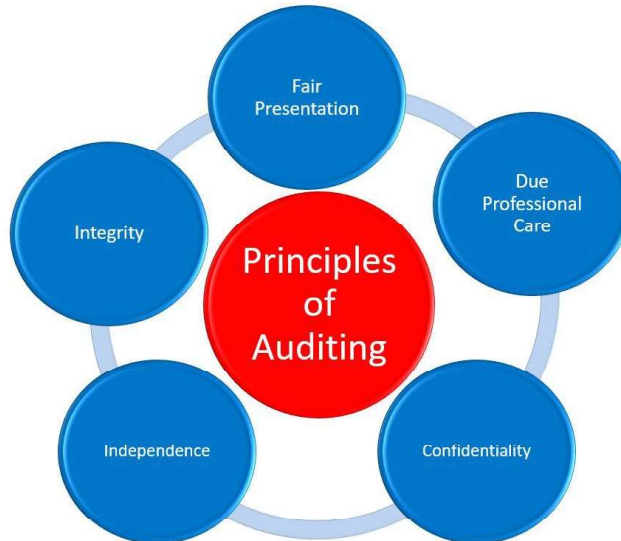 Fair
Presentation
Due
Professional
Care
Integrity
Principles
of
Auditing
Independence
Confidentiality